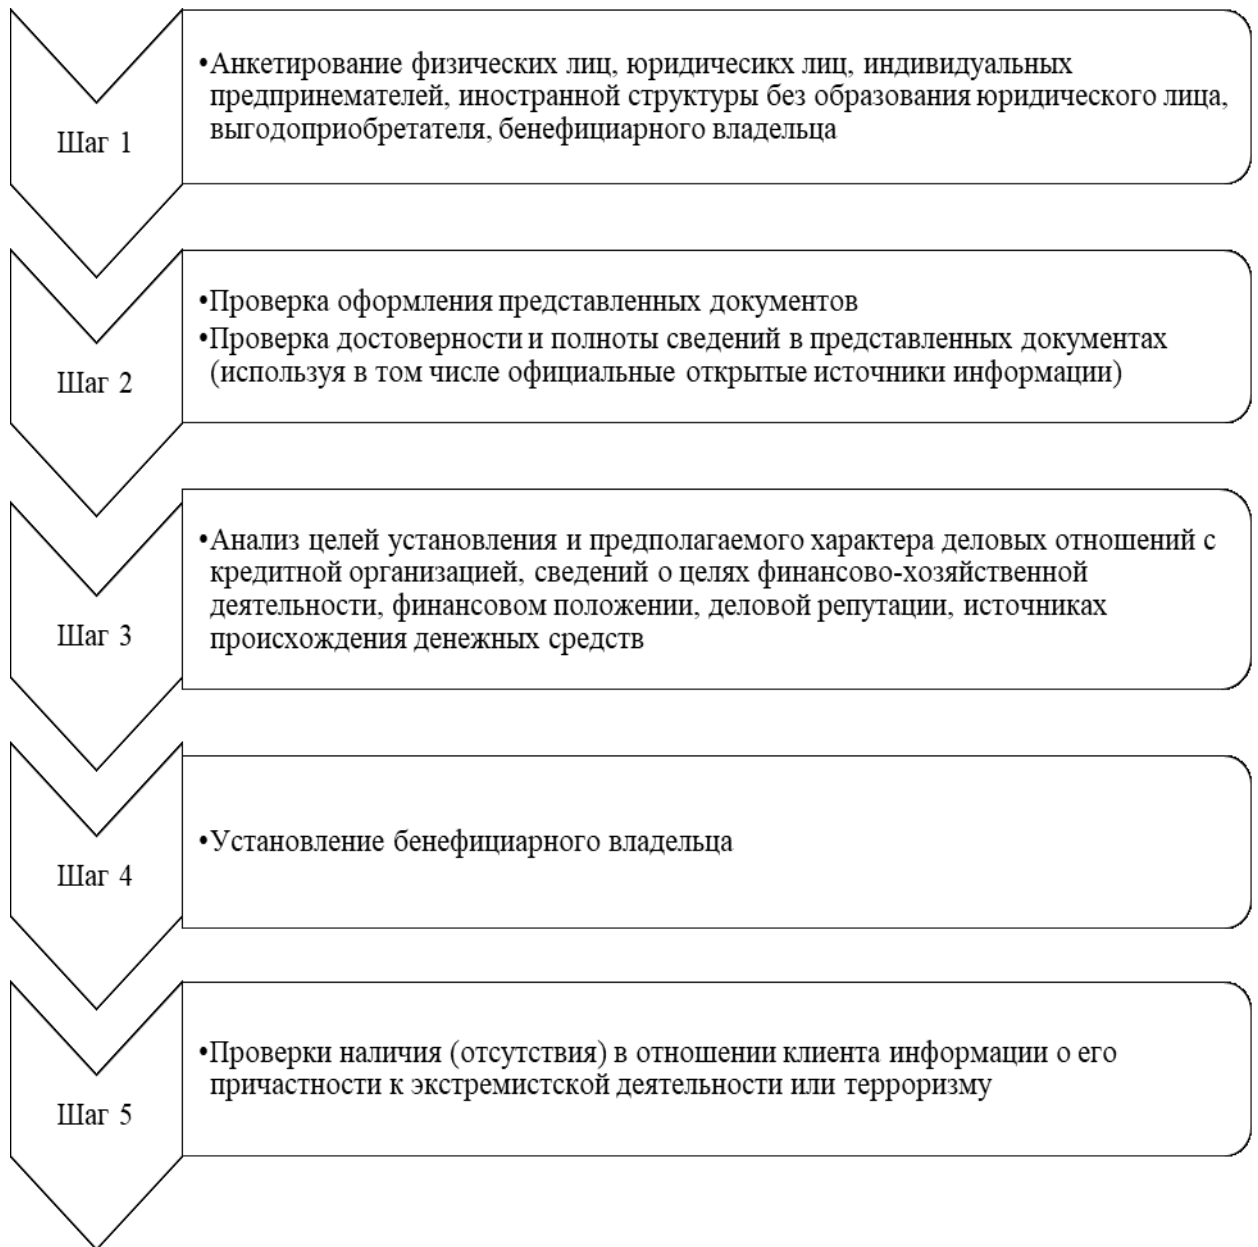 Шаг 1
•Анкетирование физических лиц, юридичесикх лиц, индивидуальных
предпринемателей, иностранной структуры без образования юридического лица,
выгодоприобретателя, бенефициарного владельца
Шаг 2
•Проверка оформления представленных документов
•Проверка достоверности и полноты сведений в представленных документах
(используя в том числе официальные открытые источники информации)
Шаг 3
•Анализ целей установления и предполагаемого характера деловых отношений с
кредитной организацией, сведений о целях финансово-хозяйственной
деятельности, финансовом положении, деловой репутации, источниках
происхождения денежных средств
Шаг 4
•Установление бенефициарного владельца
Шаг 5
•Проверки наличия (отсутствия) в отношении клиента информации о его
причастности к экстремистской деятельности или терроризму